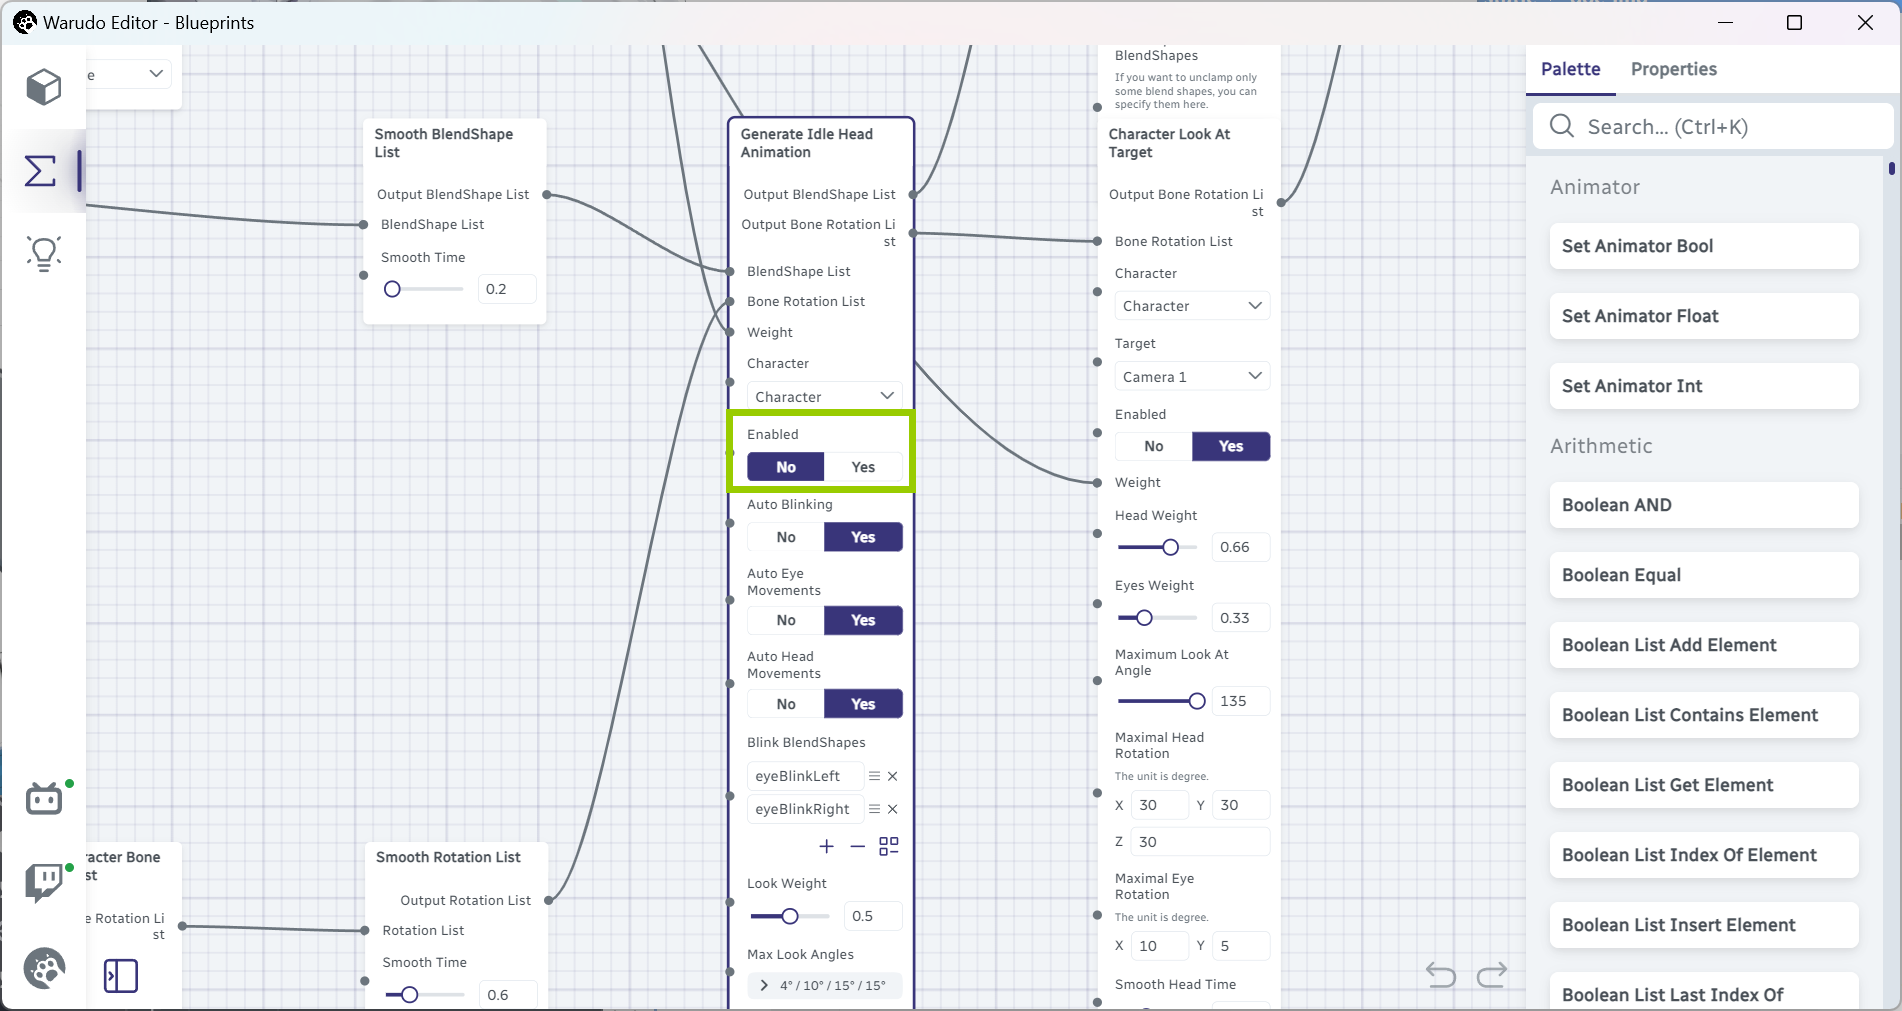 Warudo Editor - Blueprints
e
Smooth BlendShape
List
Output BlendShape List
BlendShape List
Smooth Time
0.2
racter Bone
st
e Rotation Li
st
Smooth Rotation List
Output Rotation List
Rotation List
Smooth Time
0.6
Generate Idle Head
Animation
Output BlendShape List
Output Bone Rotation Li
st
BlendShape List
Bone Rotation List
Weight
Character
Character
Enabled
No Yes
Auto Blinking
No Yes
Auto Eye
Movements
No Yes
Auto Head
Movements
No Yes
Blink BlendShapes
eyeBlinkLeft
eyeBlinkRight
Look Weight
0.5
Max Look Angles
4° / 10° / 15° / 15°
BlendShapes
If you want to unclamp only
some blend shapes, you can
specify them here.
Character Look At
Target
Output Bone Rotation Li
st
Bone Rotation List
Character
Character
Target
Camera 1
Enabled
No Yes
Weight
Head Weight
0.66
Eyes Weight
0.33
Maximum Look At
Angle
135
Maximal Head
Rotation
The unit is degree.
X 30 Y 30
Z 30
Maximal Eye
Rotation
The unit is degree.
X 10 Y 5
Smooth Head Time
Palette Properties
Search... (Ctrl+K)
Animator
Set Animator Bool
Set Animator Float
Set Animator Int
Arithmetic
Boolean AND
Boolean Equal
Boolean List Add Element
Boolean List Contains Element
Boolean List Get Element
Boolean List Index Of Element
Boolean List Insert Element
Boolean List Last Index Of